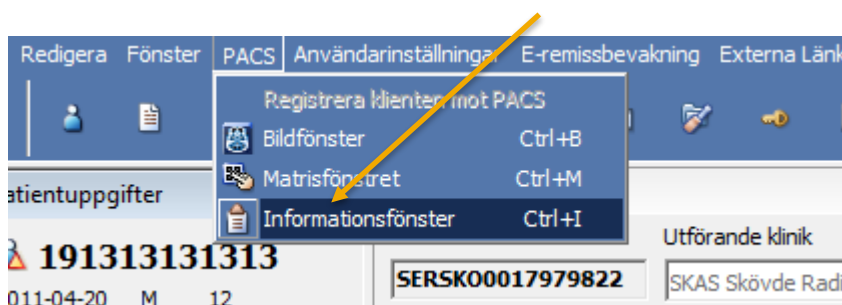 Redigera Fönster PACS Användarinställningar E-remissbevakning Externa Länk
Registrera klienten mot PACS
Bildfönster Ctrl+B
Matrisfönstret Ctrl+M
Informationsfönster Ctrl+I
atientuppgifter
Utförande klinik
191313131313
SERSKO0017979822
SKAS Skövde Radi
011-04-20 M 12